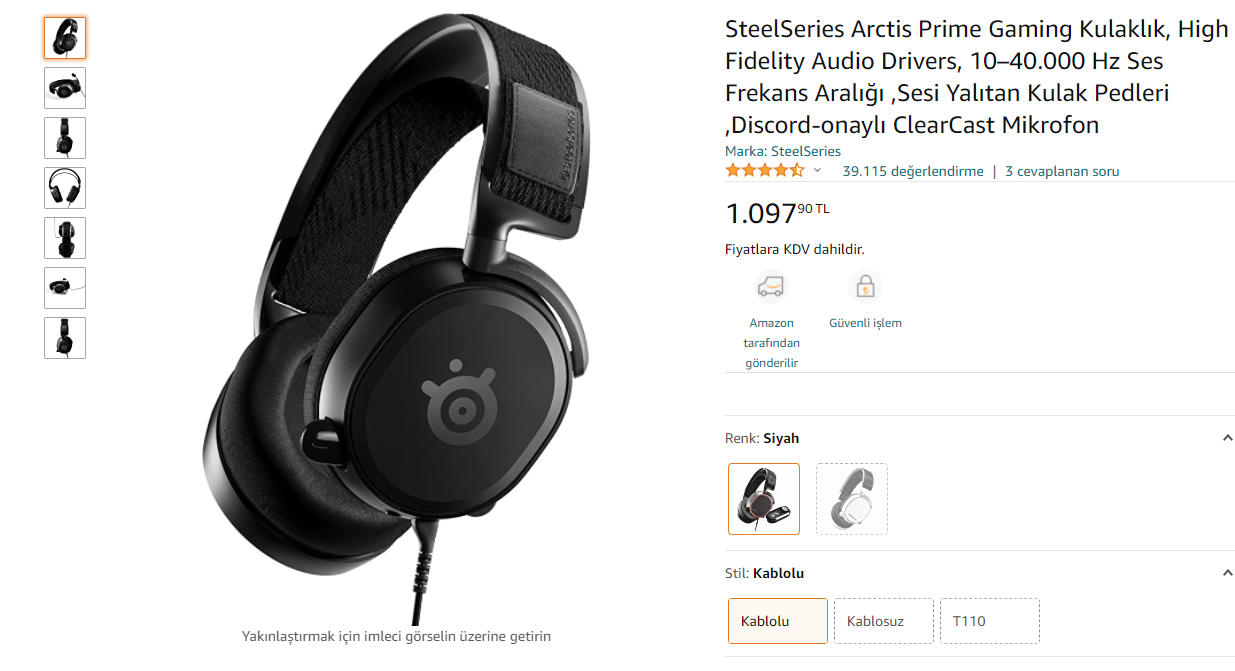 SteelSeries Arctis Prime Gaming Kulaklık, High
Fidelity Audio Drivers, 10–40.000 Hz Ses
Frekans Aralığı ,Sesi Yalıtan Kulak Pedleri
,Discord-onaylı ClearCast Mikrofon
Marka: SteelSeries
39.115 değerlendirme | 3 cevaplanan soru
1.09790 TL
Fiyatlara KDV dahildir.
Amazon
tarafından
gönderilir
Güvenli işlem
Renk: Siyah
Stil: Kablolu
Kablolu
Kablosuz
T110
steelseries
Yakınlaştırmak için imleci görselin üzerine getirin